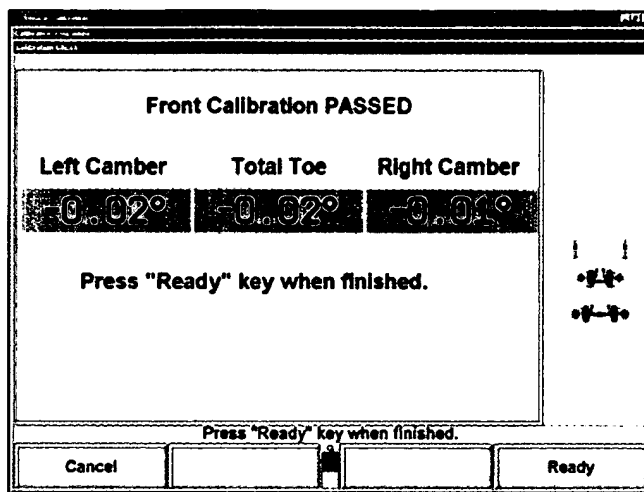 Front Calibration PASSED
Left Camber Total Toe Right Camber
-0.02° -0.02° -0.01°
Press "Ready" key when finished.
Press "Ready" key when finished.
Cancel Ready